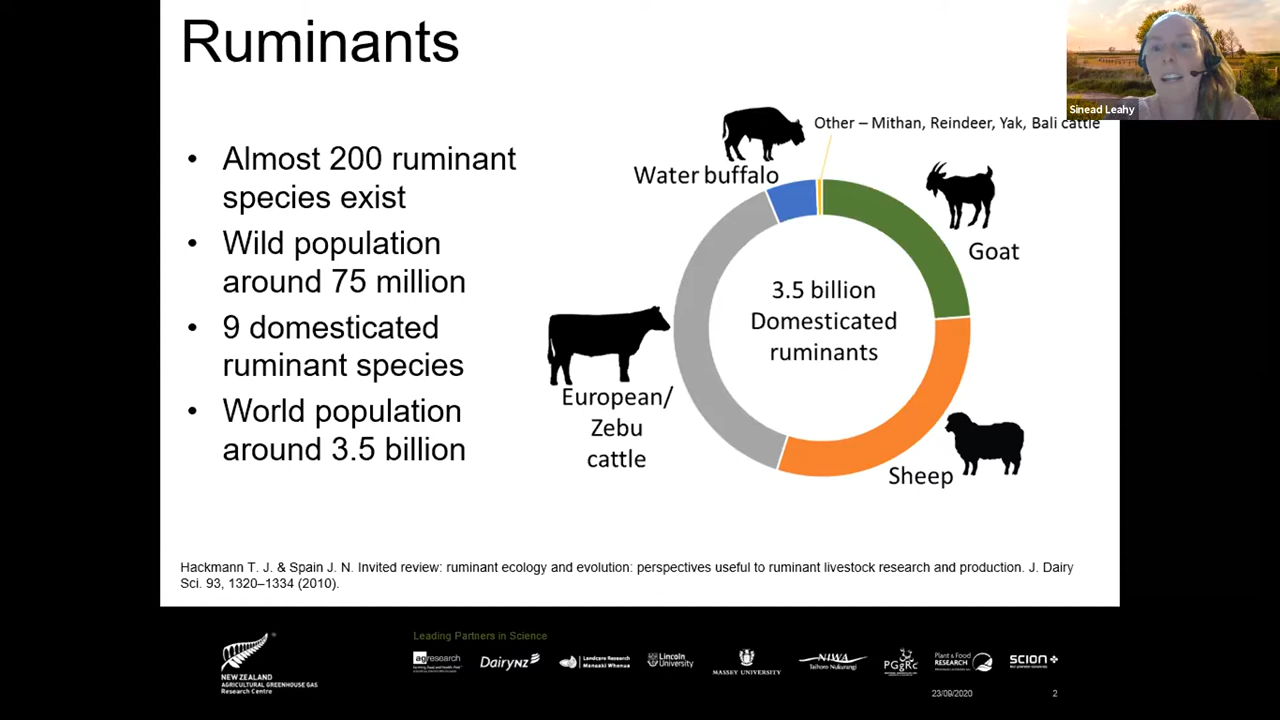 Ruminants
Sinead Leahy
• Almost 200 ruminant
species exist
• Wild population
around 75 million
• 9 domesticated
ruminant species
• World population
around 3.5 billion
Other – Mithan, Reindeer, Yak, Bali cattle
Water buffalo
Goat
3.5 billion
Domesticated
ruminants
European/
Zebu
cattle
Sheep
Hackmann T. J. & Spain J. N. Invited review: ruminant ecology and evolution: perspectives useful to ruminant livestock research and production. J. Dairy
Sci. 93, 1320–1334 (2010).
Leading Partners in Science
NEW ZEALAND
AGRICULTURAL GREENHOUSE GAS
Research Centre
agresearch
DairyNZ
Landcare Research
Manaaki Whenua
Lincoln
University
MASSEY UNIVERSITY
NIWA
Taihoro Nukurangi
PGgRc
Plant & Food
RESEARCH
SCION
23/09/2020
2